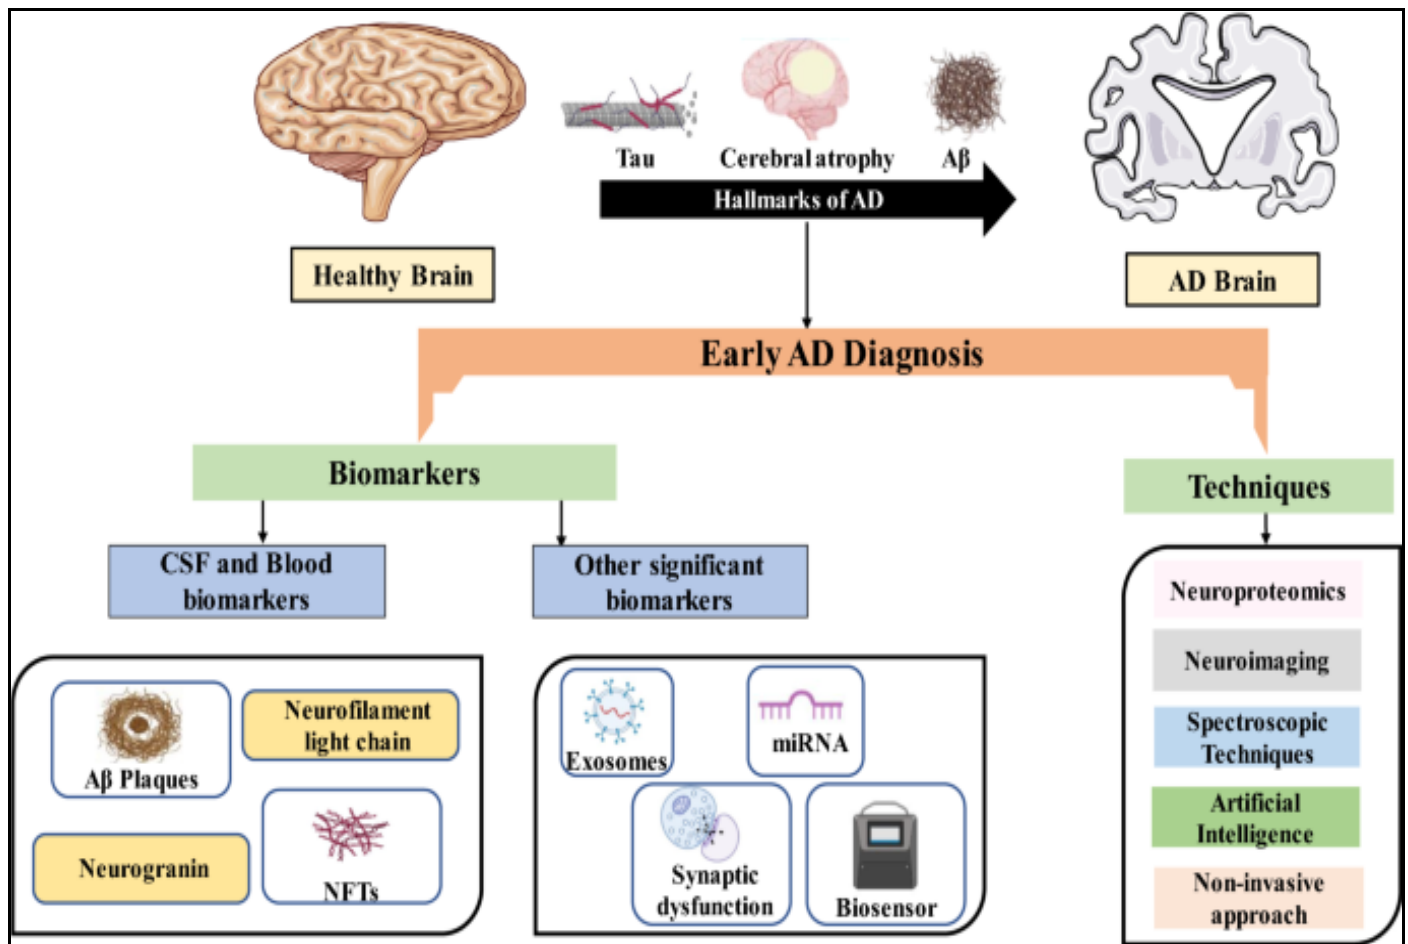 Tau
Cerebral atrophy
Aβ
Hallmarks of AD
Healthy Brain
AD Brain
Early AD Diagnosis
Biomarkers
Techniques
CSF and Blood
biomarkers
Other significant
biomarkers
Aβ Plaques
Neurofilament
light chain
Neurogranin
NFTs
Exosomes
miRNA
Synaptic
dysfunction
Biosensor
Neuroproteomics
Neuroimaging
Spectroscopic
Techniques
Artificial
Intelligence
Non-invasive
approach